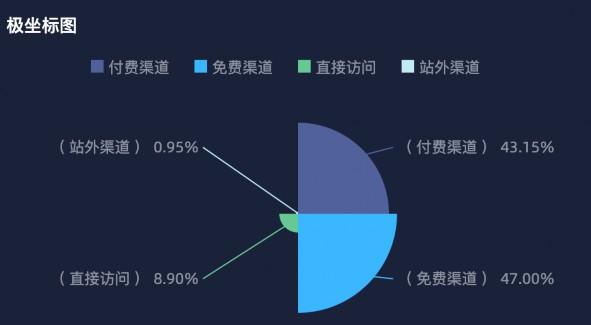 极坐标图
付费渠道 免费渠道 直接访问 站外渠道
（站外渠道） 0.95% （付费渠道） 43.15%
（直接访问） 8.90% （免费渠道） 47.00%